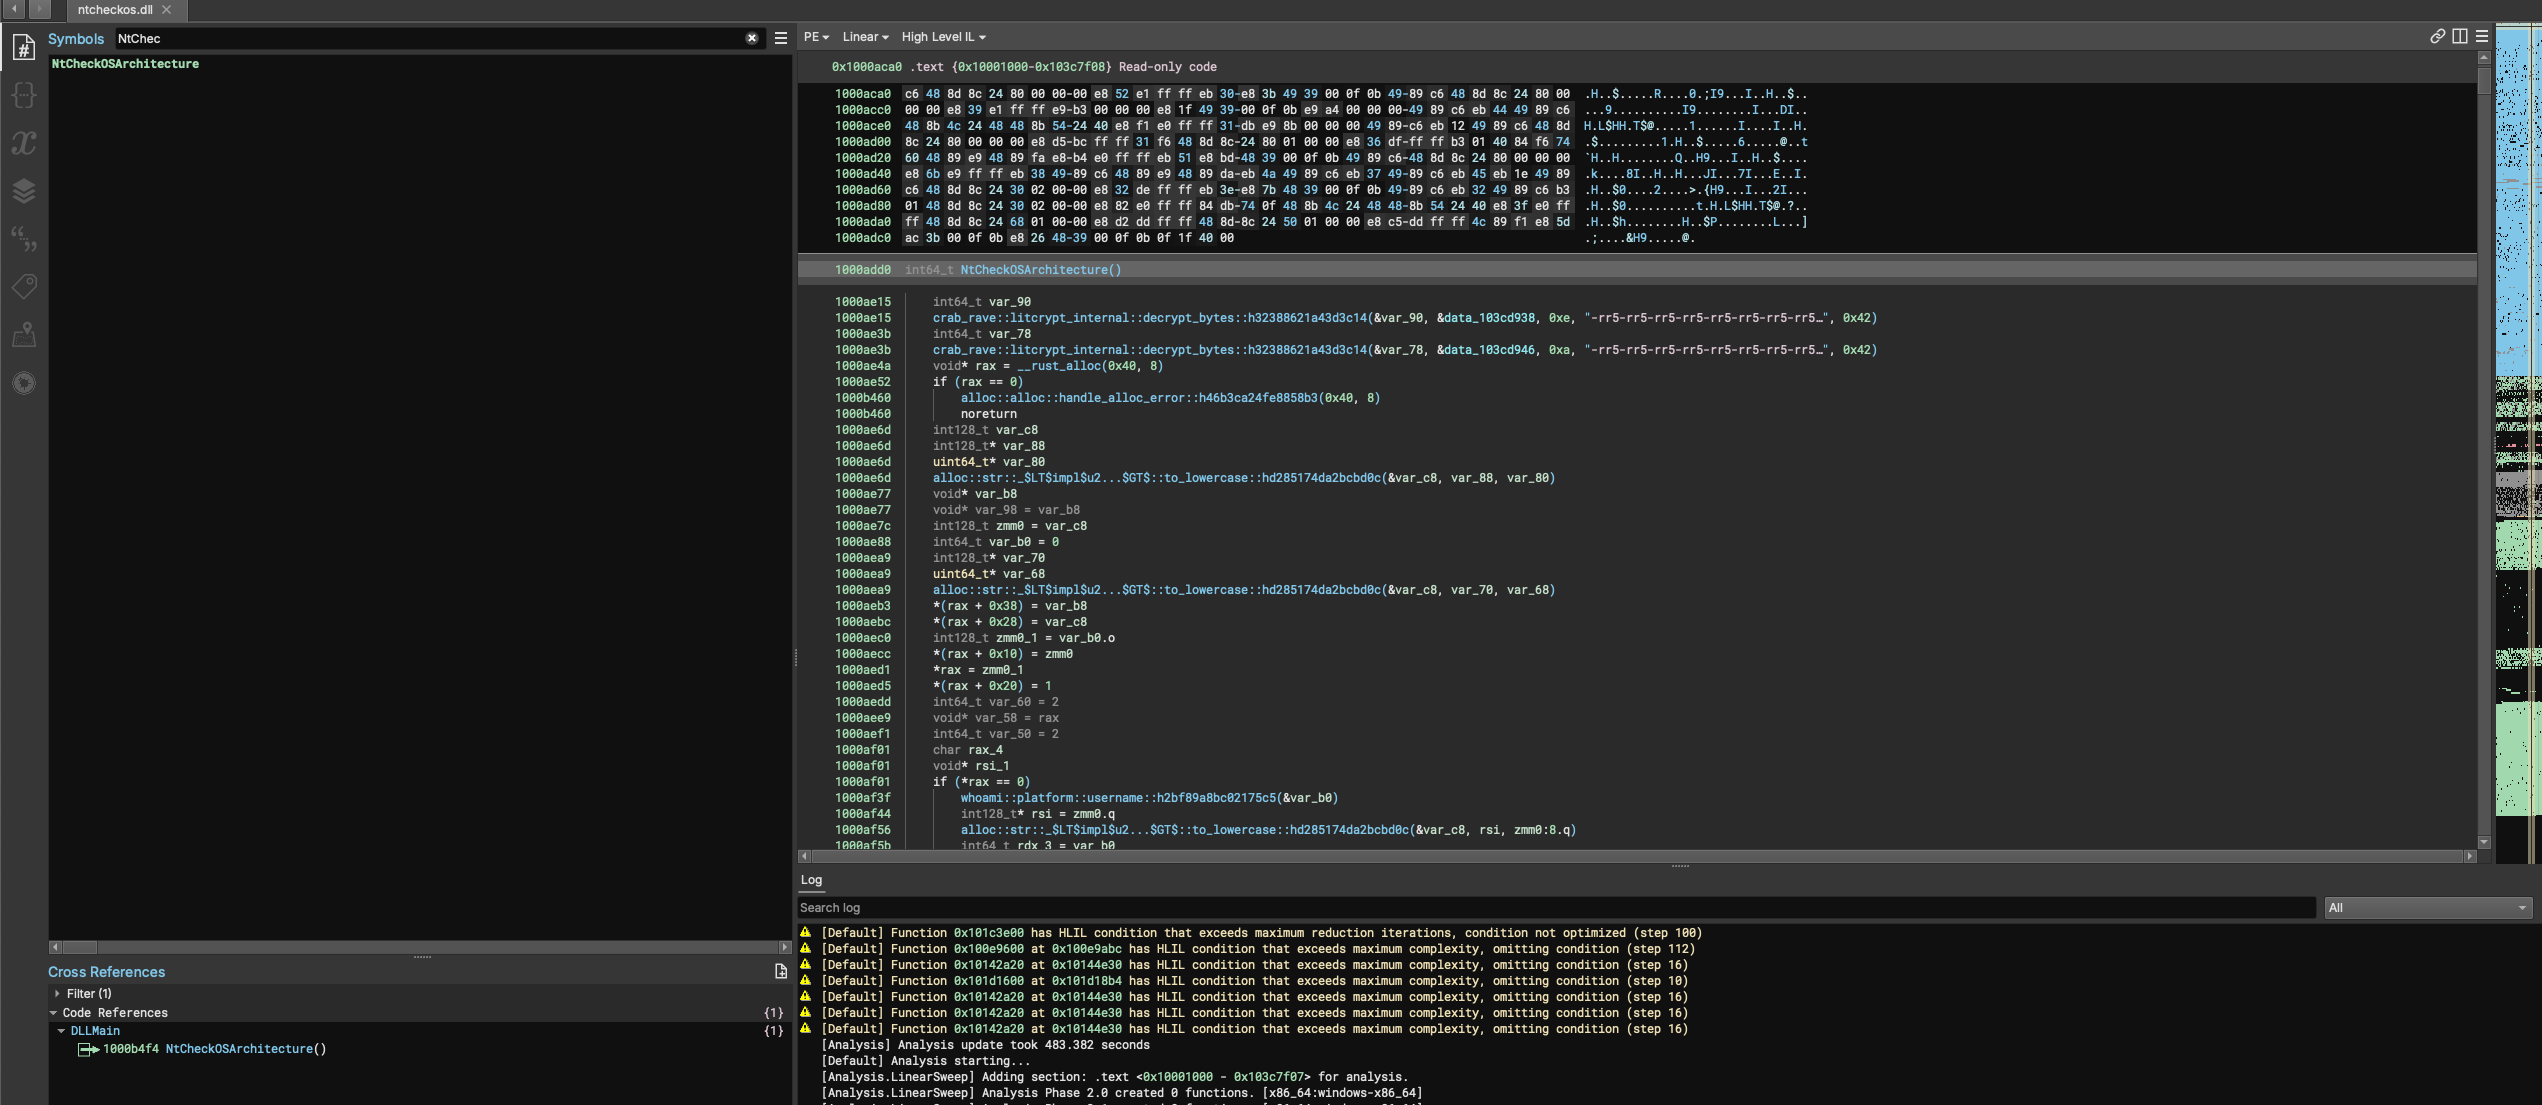 ntcheckos.dll
Symbols NtChec
NtCheckOSArchitecture
PE Linear High Level IL
0x1000aca0 .text {0x10001000-0x103c7f08} Read-only code
1000aca0 c6 48 8d 8c 24 80 00 00-00 e8 52 e1 ff ff eb 30-e8 3b 49 39 00 0f 0b 49-89 c6 48 8d 8c 24 80 00 .H..$.....R....0.;I9...I..H..$..
1000acc0 00 00 e8 39 e1 ff ff e9-b3 00 00 00 e8 1f 49 39-00 0f 0b e9 a4 00 00 00-49 89 c6 eb 44 49 89 c6 ...9..........I9........I...DI..
1000ace0 48 8b 4c 24 48 48 8b 54-24 40 e8 f1 e0 ff ff 31-db e9 8b 00 00 00 49 89-c6 eb 12 49 89 c6 48 8d H.L$HH.T$@.....1......I....I..H.
1000ad00 8c 24 80 00 00 00 e8 d5-bc ff ff 31 f6 48 8d 8c-24 80 01 00 00 e8 36 df-ff ff b3 01 40 84 f6 74 .$.........1.H..$.....6.....@..t
1000ad20 60 48 89 e9 48 89 fa e8-b4 e0 ff ff eb 51 e8 bd-48 39 00 0f 0b 49 89 c6-48 8d 8c 24 80 00 00 00 `H..H........Q..H9...I..H..$....
1000ad40 e8 6b e9 ff ff eb 38 49-89 c6 48 89 e9 48 89 da-eb 4a 49 89 c6 eb 37 49-89 c6 eb 45 eb 1e 49 89 .k....8I..H..H...JI...7I...E..I.
1000ad60 c6 48 8d 8c 24 30 02 00-00 e8 32 de ff ff eb 3e-e8 7b 48 39 00 0f 0b 49-89 c6 eb 32 49 89 c6 b3 .H..$0....2....>.{H9...I...2I...
1000ad80 01 48 8d 8c 24 30 02 00-00 e8 82 e0 ff ff 84 db-74 0f 48 8b 4c 24 48 48-8b 54 24 40 e8 3f e0 ff .H..$0..........t.H.L$HH.T$@.?..
1000ada0 ff 48 8d 8c 24 68 01 00-00 e8 d2 dd ff ff 48 8d-8c 24 50 01 00 00 e8 c5-dd ff ff 4c 89 f1 e8 5d .H..$h........H..$P........L...]
1000adc0 ac 3b 00 0f 0b e8 26 48-39 00 0f 0b 0f 1f 40 00 .;....&H9.....@.
1000add0 int64_t NtCheckOSArchitecture()
1000ae15 int64_t var_90
1000ae15 crab_rave::litcrypt_internal::decrypt_bytes::h32388621a43d3c14(&var_90, &data_103cd938, 0xe, "-rr5-rr5-rr5-rr5-rr5-rr5-rr5-rr5…", 0x42)
1000ae3b int64_t var_78
1000ae3b crab_rave::litcrypt_internal::decrypt_bytes::h32388621a43d3c14(&var_78, &data_103cd946, 0xa, "-rr5-rr5-rr5-rr5-rr5-rr5-rr5-rr5…", 0x42)
1000ae4a void* rax = __rust_alloc(0x40, 8)
1000ae52 if (rax == 0)
1000b460 alloc::alloc::handle_alloc_error::h46b3ca24fe8858b3(0x40, 8)
1000b460 noreturn
1000ae6d int128_t var_c8
1000ae6d int128_t* var_88
1000ae6d uint64_t* var_80
1000ae6d alloc::str::_$LT$impl$u2...$GT$::to_lowercase::hd285174da2bcbd0c(&var_c8, var_88, var_80)
1000ae77 void* var_b8
1000ae77 void* var_98 = var_b8
1000ae7c int128_t zmm0 = var_c8
1000ae88 int64_t var_b0 = 0
1000aea9 int128_t* var_70
1000aea9 uint64_t* var_68
1000aea9 alloc::str::_$LT$impl$u2...$GT$::to_lowercase::hd285174da2bcbd0c(&var_c8, var_70, var_68)
1000aeb3 *(rax + 0x38) = var_b8
1000aebc *(rax + 0x28) = var_c8
1000aec0 int128_t zmm0_1 = var_b0.o
1000aecc *(rax + 0x10) = zmm0
1000aed1 *rax = zmm0_1
1000aed5 *(rax + 0x20) = 1
1000aedd int64_t var_60 = 2
1000aee9 void* var_58 = rax
1000aef1 int64_t var_50 = 2
1000af01 char rax_4
1000af01 void* rsi_1
1000af01 if (*rax == 0)
1000af3f whoami::platform::username::h2bf89a8bc02175c5(&var_b0)
1000af44 int128_t* rsi = zmm0.q
1000af56 alloc::str::_$LT$impl$u2...$GT$::to_lowercase::hd285174da2bcbd0c(&var_c8, rsi, zmm0:8.q)
1000af5b int64_t rdx_3 = var_b0
Log
Search log
All
[Default] Function 0x101c3e00 has HLIL condition that exceeds maximum reduction iterations, condition not optimized (step 100)
[Default] Function 0x100e9600 at 0x100e9abc has HLIL condition that exceeds maximum complexity, omitting condition (step 112)
[Default] Function 0x10142a20 at 0x10144e30 has HLIL condition that exceeds maximum complexity, omitting condition (step 16)
[Default] Function 0x101d1600 at 0x101d18b4 has HLIL condition that exceeds maximum complexity, omitting condition (step 10)
[Default] Function 0x10142a20 at 0x10144e30 has HLIL condition that exceeds maximum complexity, omitting condition (step 16)
[Default] Function 0x10142a20 at 0x10144e30 has HLIL condition that exceeds maximum complexity, omitting condition (step 16)
[Default] Function 0x10142a20 at 0x10144e30 has HLIL condition that exceeds maximum complexity, omitting condition (step 16)
[Analysis] Analysis update took 483.382 seconds
[Default] Analysis starting...
[Analysis.LinearSweep] Adding section: .text <0x10001000 - 0x103c7f07> for analysis.
[Analysis.LinearSweep] Analysis Phase 2.0 created 0 functions. [x86_64:windows-x86_64]
Cross References
Filter (1)
Code References {1}
DLLMain {1}
1000b4f4 NtCheckOSArchitecture()